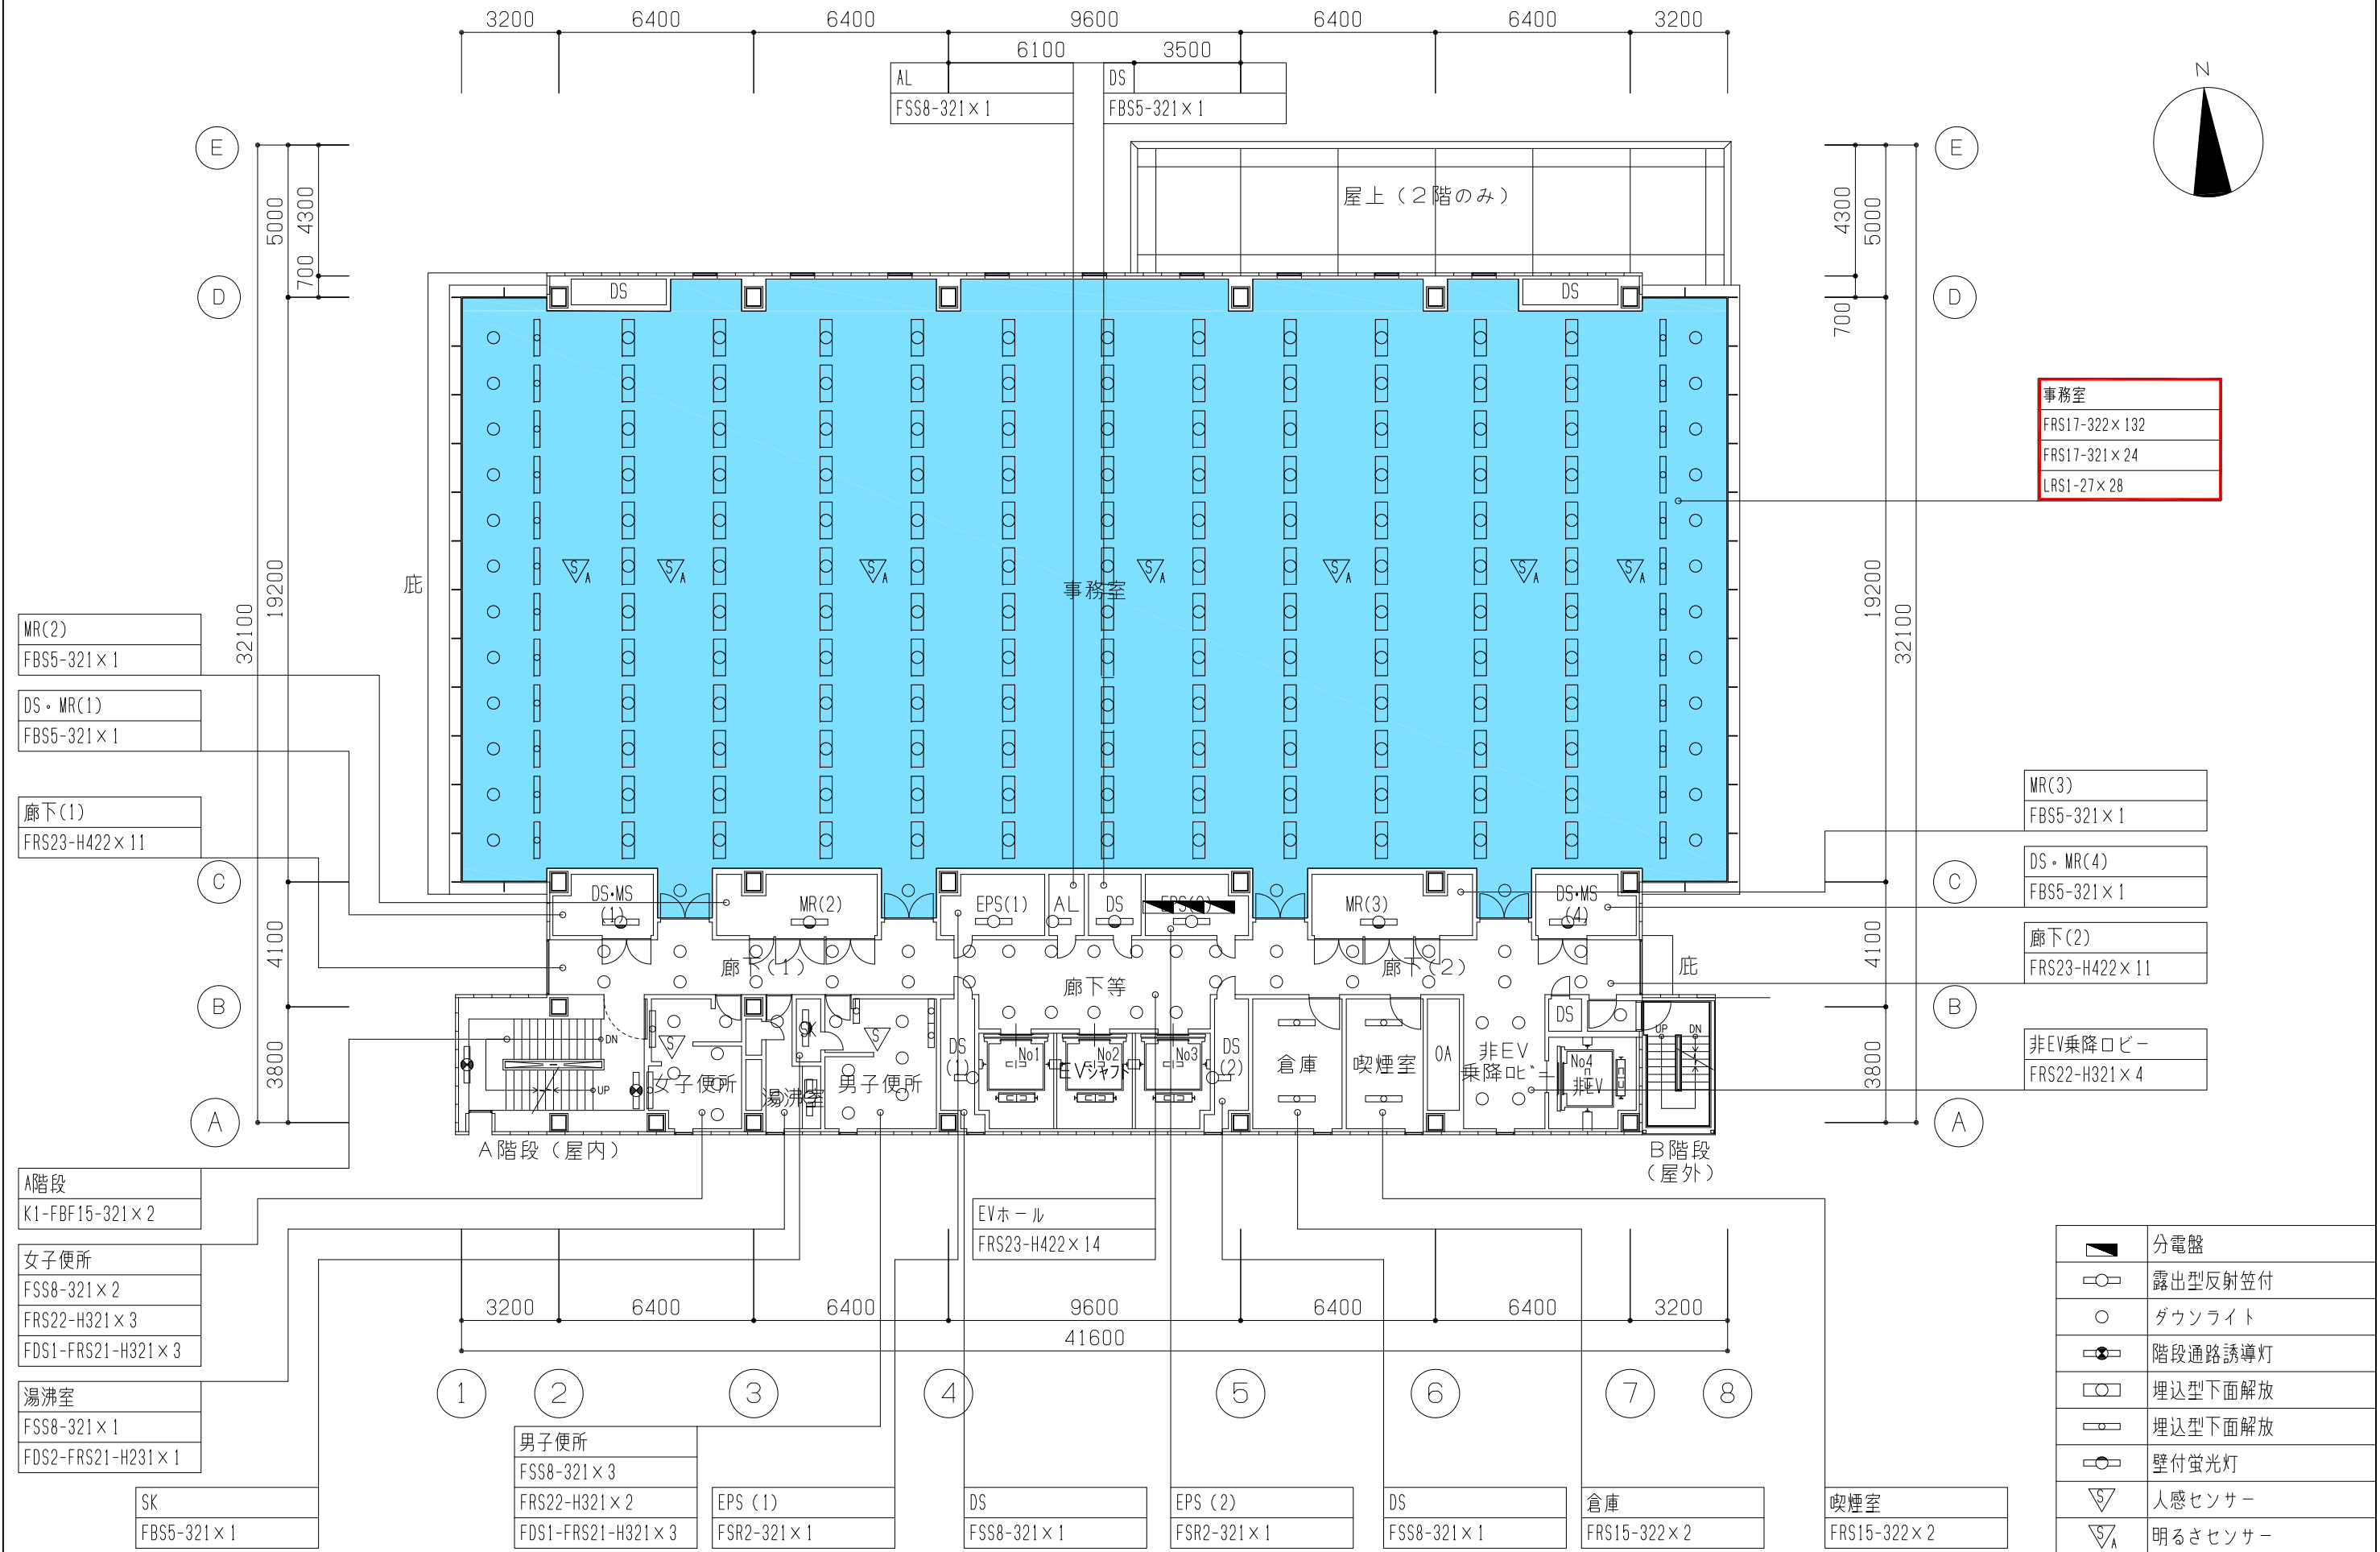 3200 6400 6400 9600 6400 6400 3200
6100 3500
AL
FSS8-321×1
DS
FBS5-321×1
N
E
E
5000
4300
700
4300
5000
700
屋上（２階のみ）
D
D
DS
DS
事務室
FRS17-322×132
FRS17-321×24
LRS1-27×28
庇
S A
S A
S A
S A
S A
S A
S A
事務室
32100
19200
19200
32100
MR(2)
FBS5-321×1
DS・MR(1)
FBS5-321×1
廊下(1)
FRS23-H422×11
MR(3)
FBS5-321×1
DS・MR(4)
FBS5-321×1
廊下(2)
FRS23-H422×11
非EV乗降ロビー
FRS22-H321×4
C
C
DS・MS
(1)
MR(2)
EPS(1)
AL
DS
EPS(2)
MR(3)
DS・MS
(4)
4100
4100
廊下(1)
廊下等
廊下(2)
庇
B
B
DN
UP
S
女子便所
湯沸室
SK
S
男子便所
DS
(1)
No1
No2
No3
EVシャフト
DS
(2)
倉庫
喫煙室
OA
非EV
乗降ロビー
DS
No4
非EV
UP
DN
3800
3800
A
A
A階段（屋内）
B階段
（屋外）
A階段
K1-FBF15-321×2
女子便所
FSS8-321×2
FRS22-H321×3
FDS1-FRS21-H321×3
湯沸室
FSS8-321×1
FDS2-FRS21-H231×1
SK
FBS5-321×1
EVホール
FRS23-H422×14
3200 6400 6400 9600 6400 6400 3200
41600
1 2 3 4 5 6 7 8
男子便所
FSS8-321×3
FRS22-H321×2
FDS1-FRS21-H321×3
EPS (1)
FSR2-321×1
DS
FSS8-321×1
EPS (2)
FSR2-321×1
DS
FSS8-321×1
倉庫
FRS15-322×2
喫煙室
FRS15-322×2
分電盤
露出型反射笠付
ダウンライト
階段通路誘導灯
埋込型下面解放
埋込型下面解放
壁付蛍光灯
S 人感センサー
S A 明るさセンサー